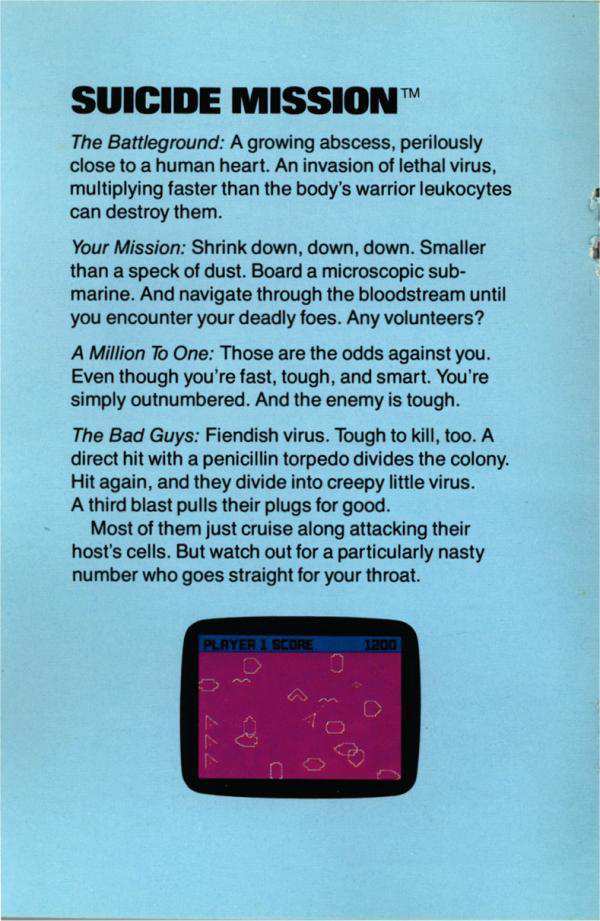 SUICIDE MISSION™
The Battleground: A growing abscess, perilously
close to a human heart. An invasion of lethal virus,
multiplying faster than the body's warrior leukocytes
can destroy them.
Your Mission: Shrink down, down, down. Smaller
than a speck of dust. Board a microscopic sub-
marine. And navigate through the bloodstream until
you encounter your deadly foes. Any volunteers?
A Million To One: Those are the odds against you.
Even though you're fast, tough, and smart. You're
simply outnumbered. And the enemy is tough.
The Bad Guys: Fiendish virus. Tough to kill, too. A
direct hit with a penicillin torpedo divides the colony.
Hit again, and they divide into creepy little virus.
A third blast pulls their plugs for good.
Most of them just cruise along attacking their
host's cells. But watch out for a particularly nasty
number who goes straight for your throat.
PLAYER 1 SCORE 1200